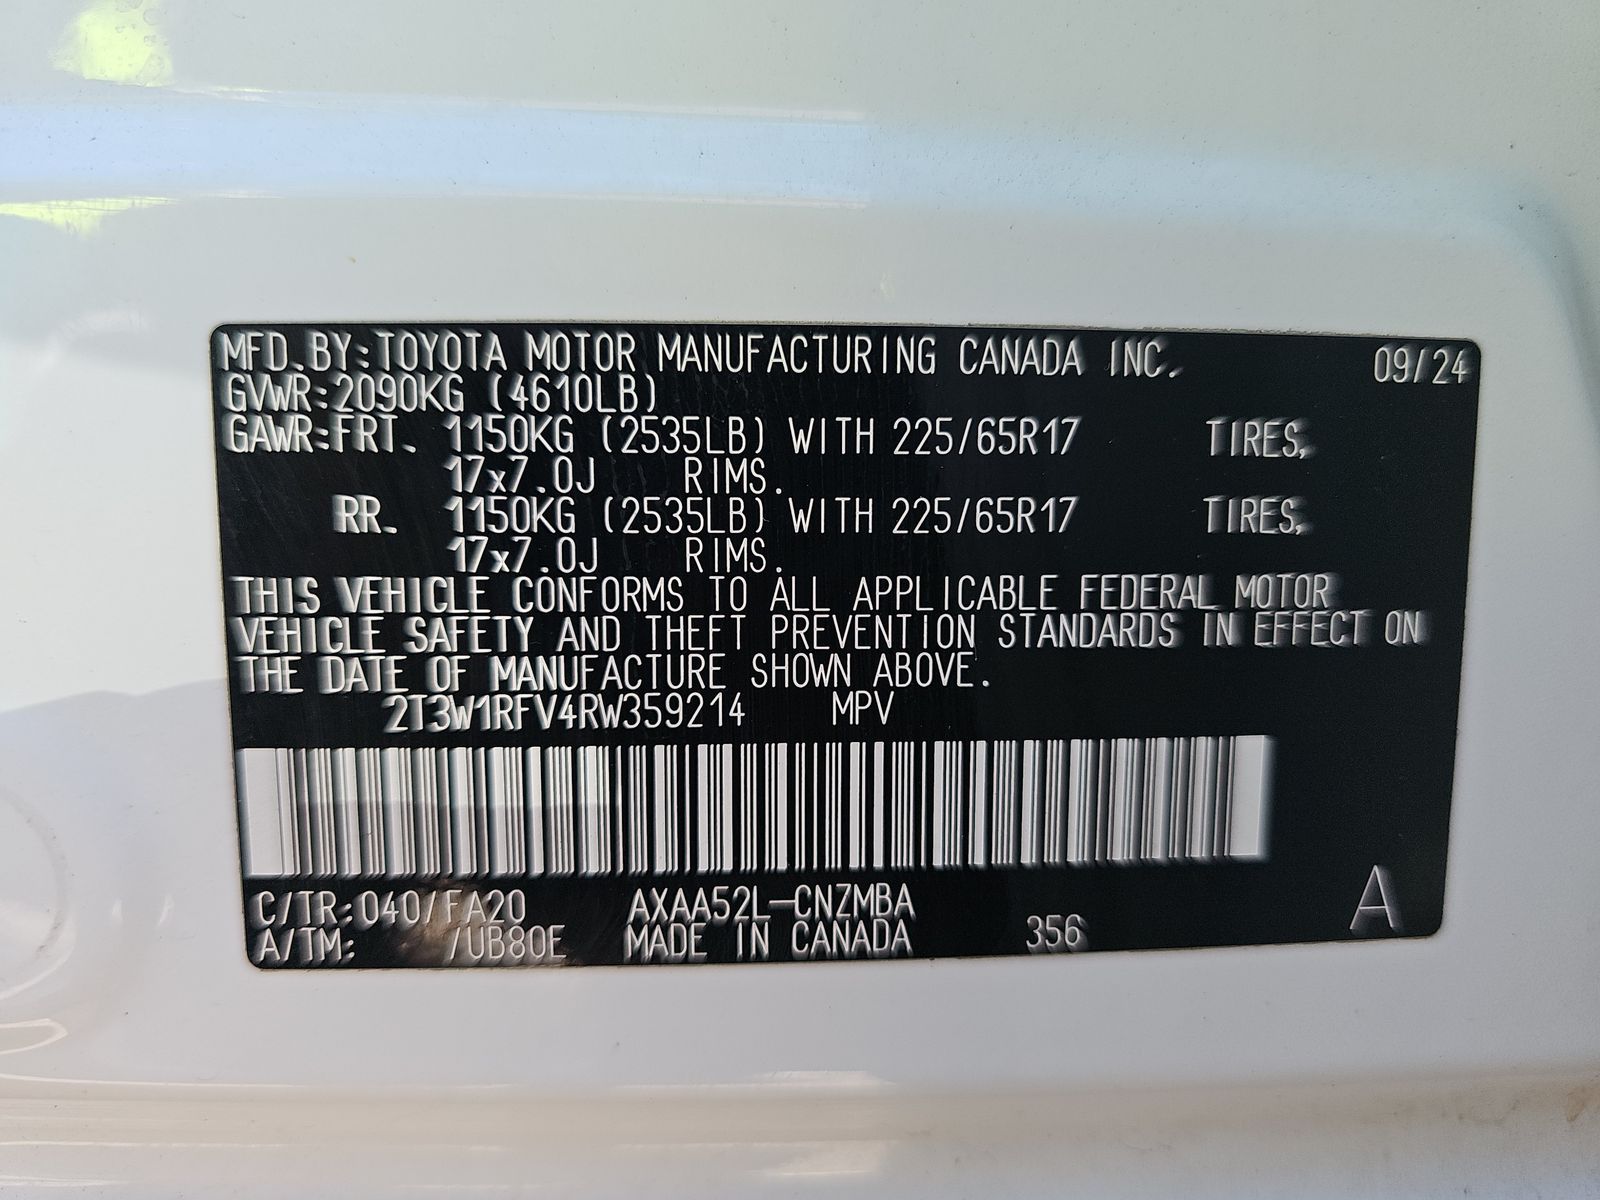 MFD.BY:TOYOTA MOTOR MANUFACTURING CANADA INC. 09/24
GVWR:2090KG (4610LB)
GAWR:FRT. 1150KG (2535LB) WITH 225/65R17 TIRES,
17x7.0J RIMS.
RR. 1150KG (2535LB) WITH 225/65R17 TIRES,
17x7.0J RIMS.
THIS VEHICLE CONFORMS TO ALL APPLICABLE FEDERAL MOTOR
VEHICLE SAFETY AND THEFT PREVENTION STANDARDS IN EFFECT ON
THE DATE OF MANUFACTURE SHOWN ABOVE.
2T3W1RFV4RW359214 MPV
C/TR:040/FA20 AXAA52L-CNZMBA A
A/TM: /UB80E MADE IN CANADA 356